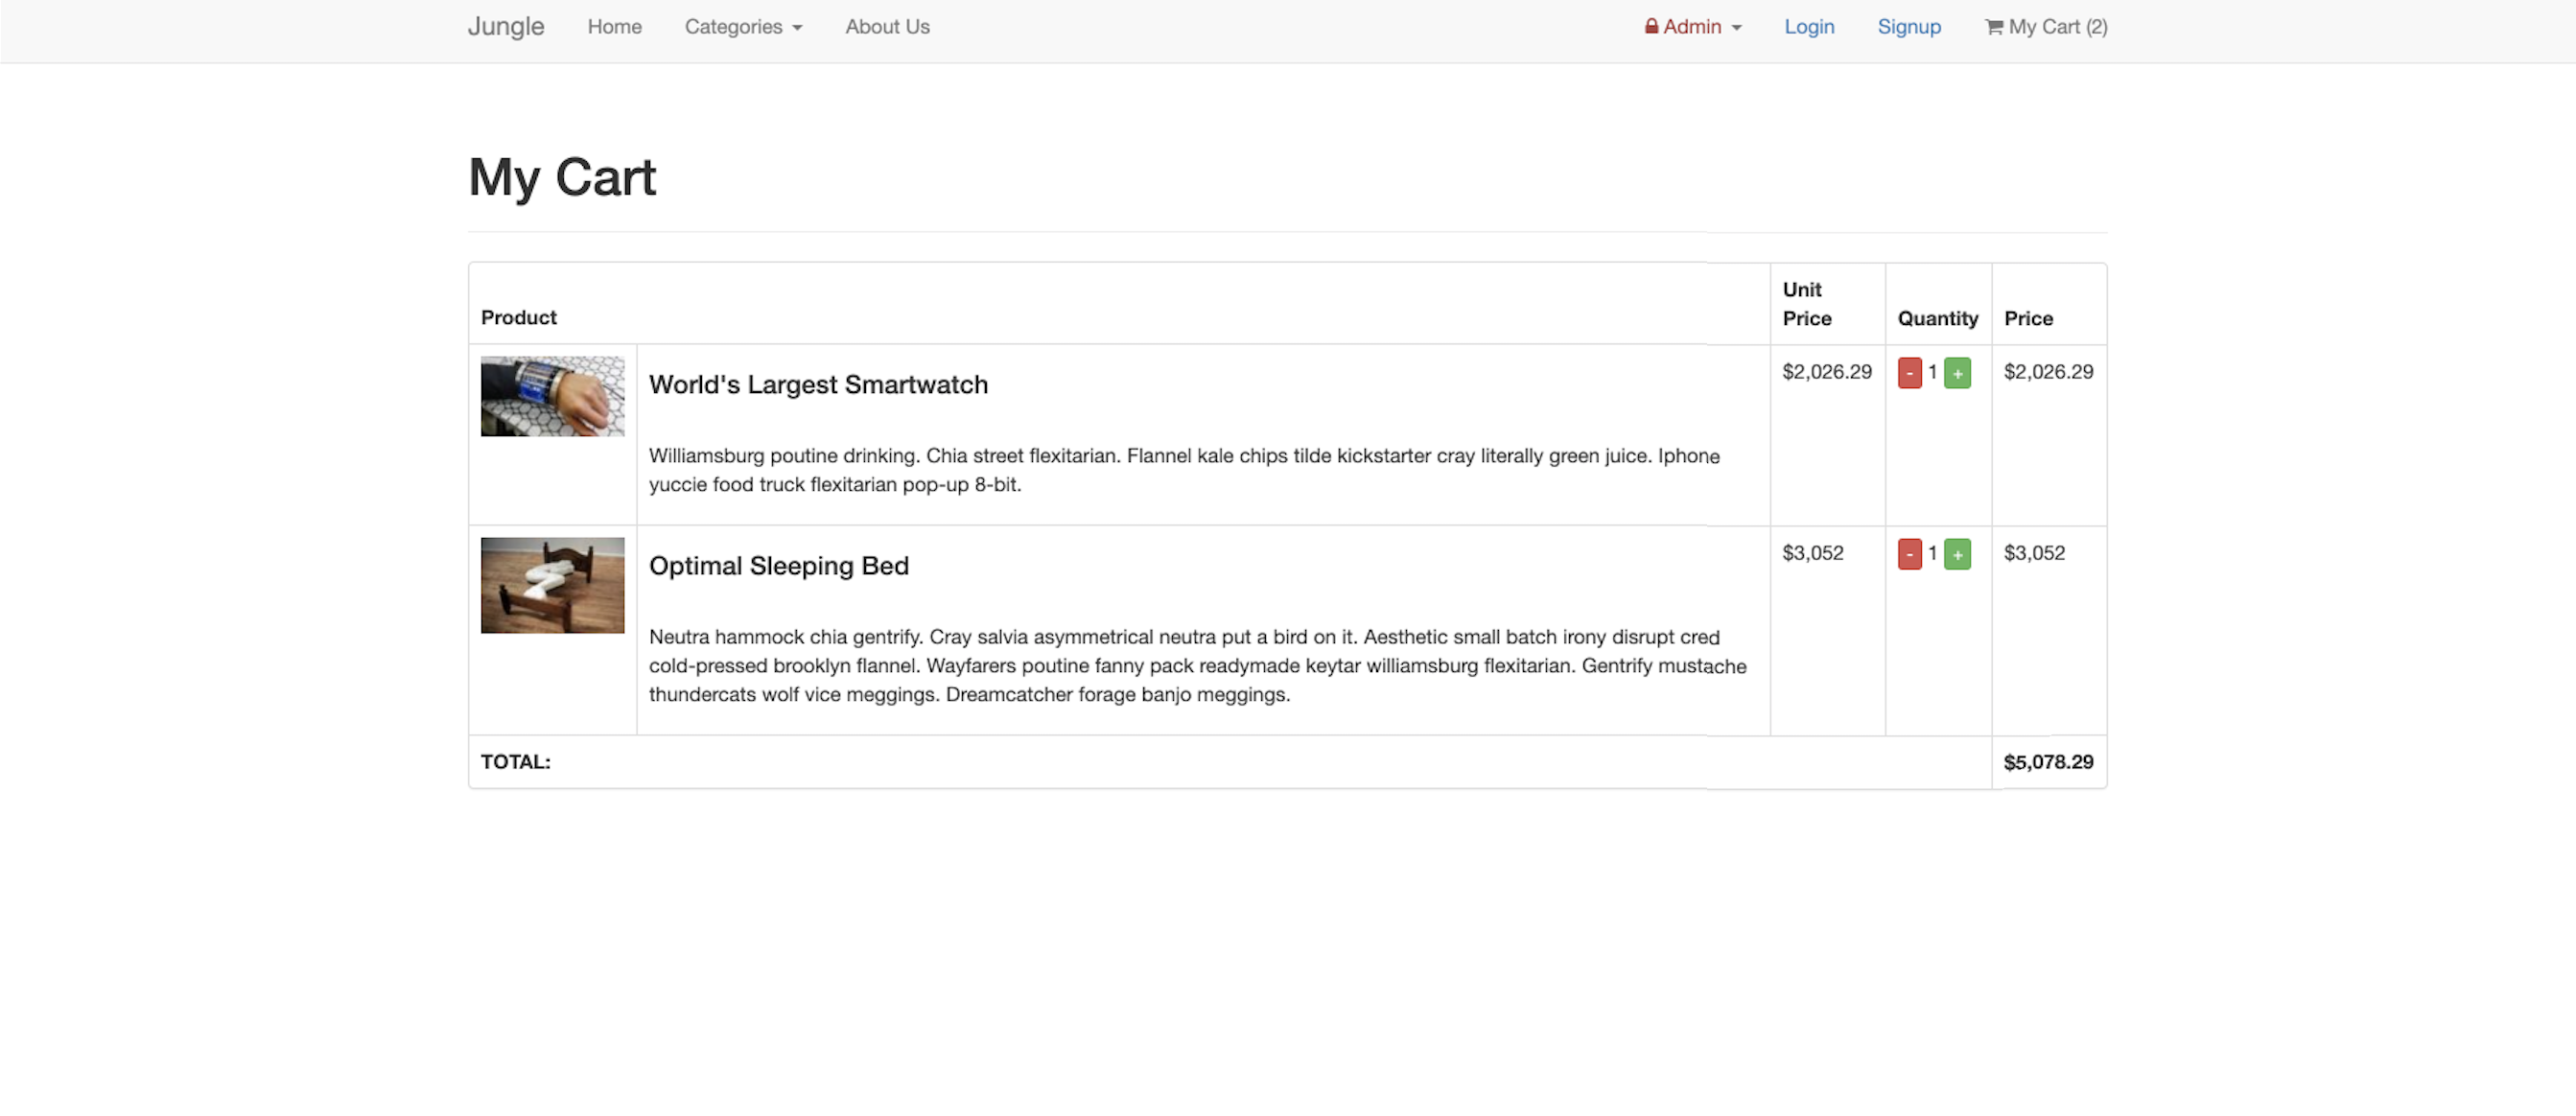 Jungle Home Categories About Us Admin Login Signup My Cart (2)
My Cart
Product Unit Price Quantity Price
World's Largest Smartwatch $2,026.29 - 1 + $2,026.29
Williamsburg poutine drinking. Chia street flexitarian. Flannel kale chips tilde kickstarter cray literally green juice. Iphone
yuccie food truck flexitarian pop-up 8-bit.
Optimal Sleeping Bed $3,052 - 1 + $3,052
Neutra hammock chia gentrify. Cray salvia asymmetrical neutra put a bird on it. Aesthetic small batch irony disrupt cred
cold-pressed brooklyn flannel. Wayfarers poutine fanny pack readymade keytar williamsburg flexitarian. Gentrify mustache
thundercats wolf vice meggings. Dreamcatcher forage banjo meggings.
TOTAL: $5,078.29